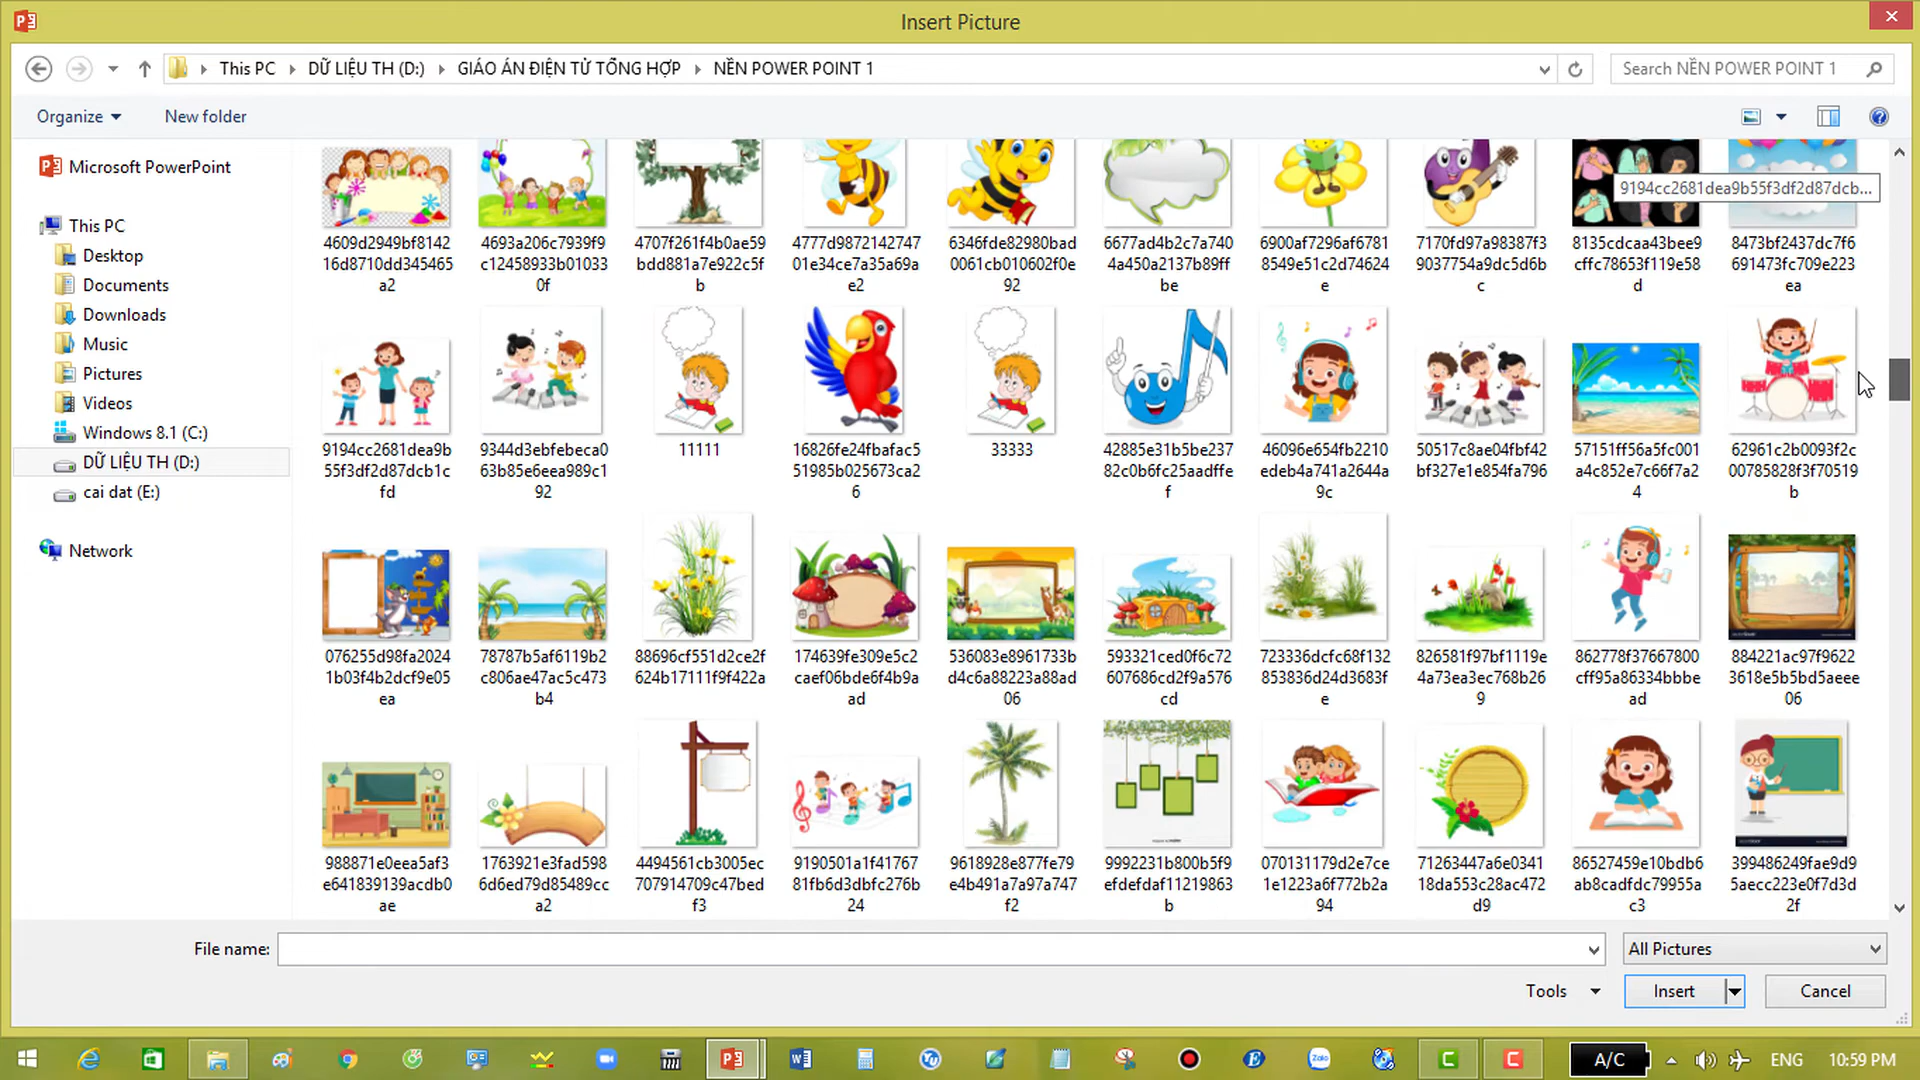 Insert Picture
This PC
DỮ LIỆU TH (D:)
GIÁO ÁN ĐIỆN TỬ TỔNG HỢP
NỀN POWER POINT 1
Search NỀN POWER POINT 1
Organize
New folder
Microsoft PowerPoint
This PC
Desktop
Documents
Downloads
Music
Pictures
Videos
Windows 8.1 (C:)
DỮ LIỆU TH (D:)
cai dat (E:)
Network
9194cc2681dea9b55f3df2d87dcb...
4609d2949bf8142
16d8710dd345465
a2
4693a206c7939f9
c12458933b01033
0f
4707f261f4b0ae59
bdd881a7e922c5f
b
4777d9872142747
01e34ce7a35a69a
e2
6346fde82980bad
0061cb010602f0e
92
6677ad4b2c7a740
4a450a2137b89ff
be
6900af7296af6781
8549e51c2d74624
e
7170fd97a98387f3
9037754a9dc5d6b
c
8135cdcaa43bee9
cffc78653f119e58
d
8473bf2437dc7f6
691473fc709e223
ea
9194cc2681dea9b
55f3df2d87dcb1c
fd
9344d3ebfebeca0
63b85e6eea989c1
92
11111
16826fe24fbafac5
51985b025673ca2
6
33333
42885e31b5be237
82c0b6fc25aadffe
f
46096e654fb2210
edeb4a741a2644a
9c
50517c8ae04fbf42
bf327e1e854fa796
57151ff56a5fc001
a4c852e7c66f7a2
4
62961c2b0093f2c
00785828f3f70519
b
076255d98fa2024
1b03f4b2dcf9e05
ea
78787b5af6119b2
c806ae47ac5c473
b4
88696cf551d2ce2f
624b17111f9f422a
174639fe309e5c2
caef06bde6f4b9a
ad
536083e8961733b
d4c6a88223a88ad
06
593321ced0f6c72
607686cd2f9a576
cd
723336dcfc68f132
853836d24d3683f
e
826581f97bf1119e
4a73ea3ec768b26
9
862778f37667800
cff95a86334bbbe
ad
884221ac97f9622
3618e5b5bd5aeee
06
988871e0eea5af3
e641839139acdb0
ae
1763921e3fad598
6d6ed79d85489cc
a2
4494561cb3005ec
707914709c47bed
f3
9190501a1f41767
81fb6d3dbfc276b
24
9618928e877fe79
e4b491a7a97a747
f2
9992231b800b5f9
efdefdaf11219863
b
070131179d2e7ce
1e1223a6f772b2a
94
71263447a6e0341
18da553c28ac472
d9
86527459e10bdb6
ab8cadfdc79955a
c3
399486249fae9d9
5aecc223e0f7d3d
2f
File name:
All Pictures
Tools
Insert
Cancel
A/C
ENG
10:59 PM